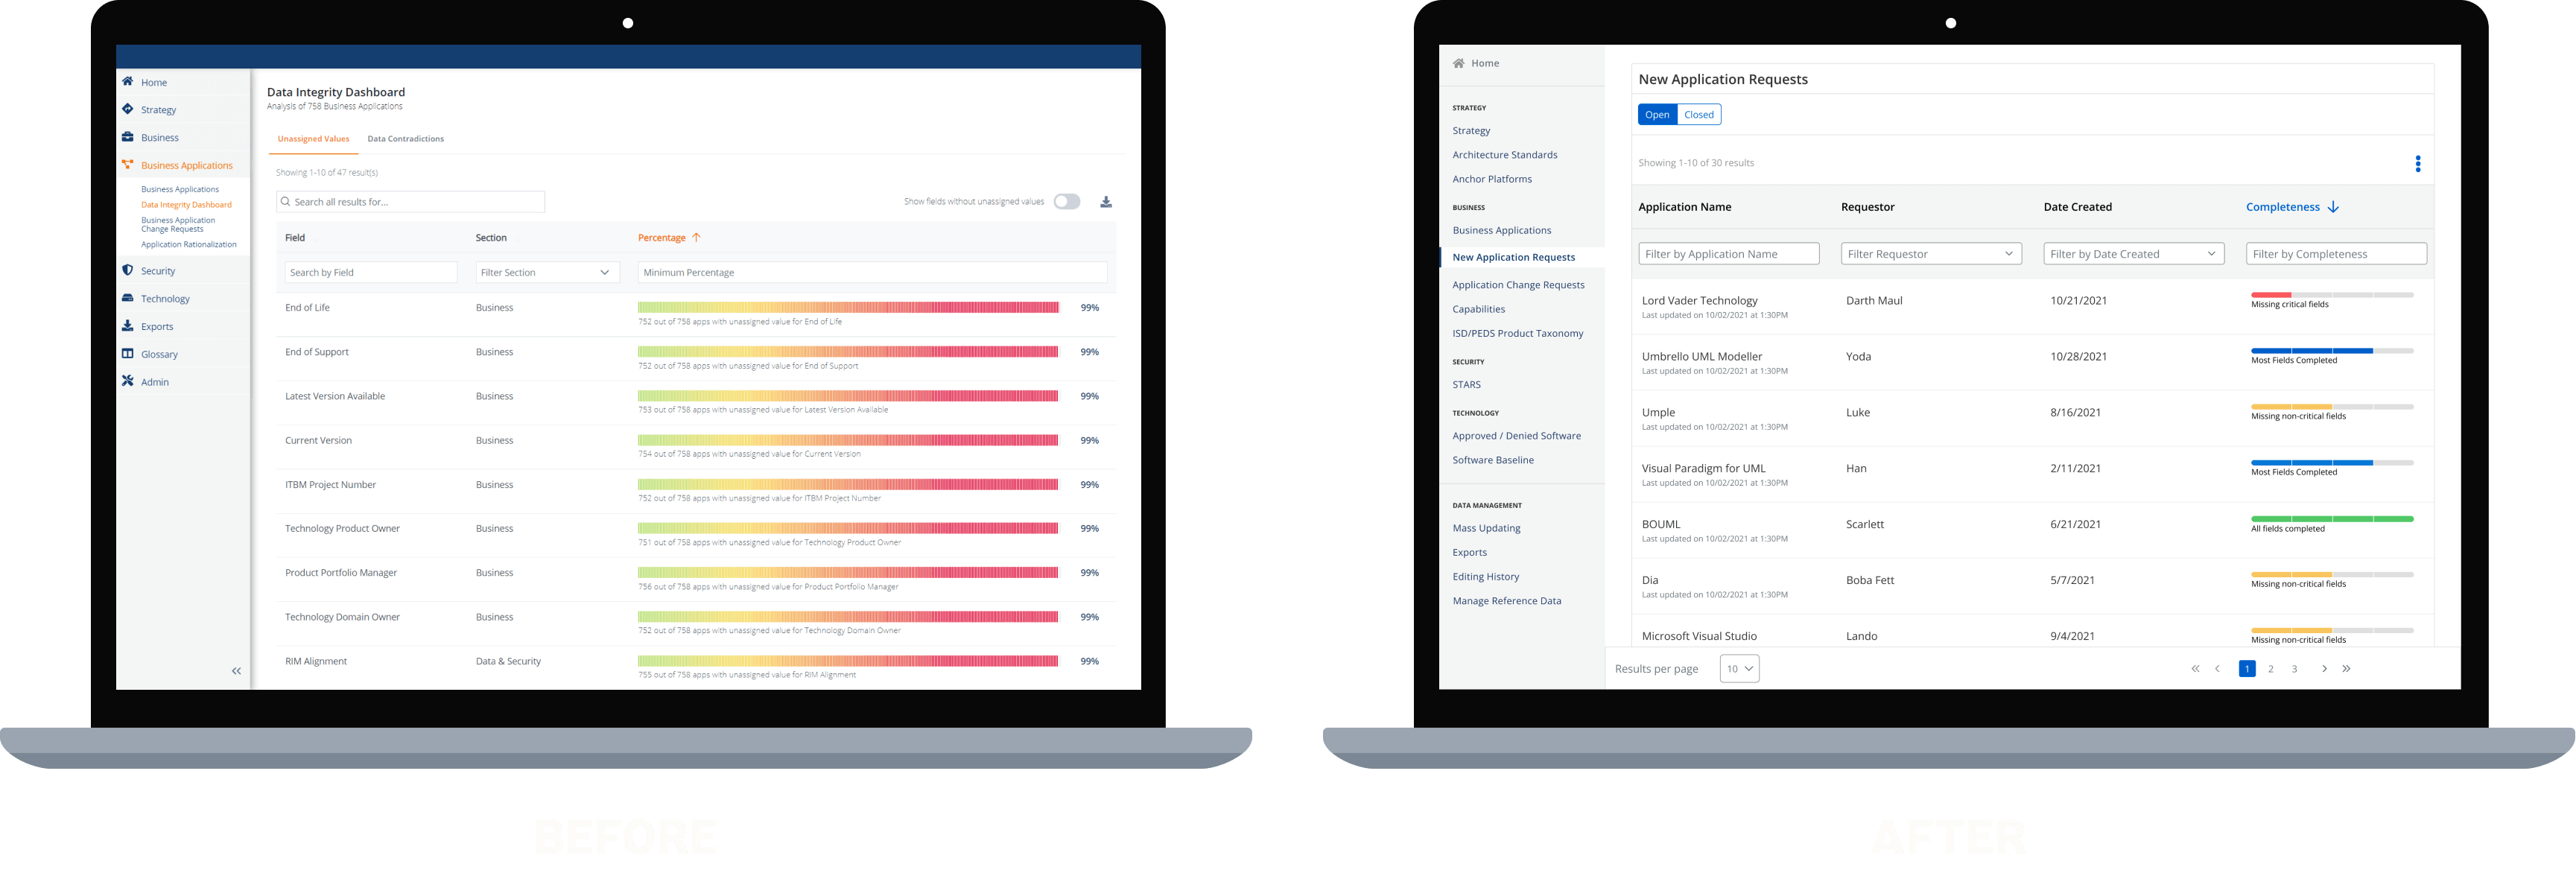 Home
Strategy
Business
Business Applications
Business Applications
Data Integrity Dashboard
Business Application
Change Requests
Application Rationalization
Security
Technology
Exports
Glossary
Admin
Data Integrity Dashboard
Analysis of 758 Business Applications
Unassigned Values Data Contradictions
Showing 1-10 of 47 result(s)
Search all results for... Show fields without unassigned values
Field Section Percentage
Search by Field Filter Section Minimum Percentage
End of Life Business 99%
752 out of 758 apps with unassigned value for End of Life
End of Support Business 99%
752 out of 758 apps with unassigned value for End of Support
Latest Version Available Business 99%
753 out of 758 apps with unassigned value for Latest Version Available
Current Version Business 99%
754 out of 758 apps with unassigned value for Current Version
ITBM Project Number Business 99%
752 out of 758 apps with unassigned value for ITBM Project Number
Technology Product Owner Business 99%
751 out of 758 apps with unassigned value for Technology Product Owner
Product Portfolio Manager Business 99%
756 out of 758 apps with unassigned value for Product Portfolio Manager
Technology Domain Owner Business 99%
752 out of 758 apps with unassigned value for Technology Domain Owner
RIM Alignment Data & Security 99%
755 out of 758 apps with unassigned value for RIM Alignment
BEFORE
Home
STRATEGY
Strategy
Architecture Standards
Anchor Platforms
BUSINESS
Business Applications
New Application Requests
Application Change Requests
Capabilities
ISD/PEDS Product Taxonomy
SECURITY
STARS
TECHNOLOGY
Approved / Denied Software
Software Baseline
DATA MANAGEMENT
Mass Updating
Exports
Editing History
Manage Reference Data
New Application Requests
Open Closed
Showing 1-10 of 30 results
Application Name Requestor Date Created Completeness
Filter by Application Name Filter Requestor Filter by Date Created Filter by Completeness
Lord Vader Technology Darth Maul 10/21/2021
Last updated on 10/02/2021 at 1:30PM Missing critical fields
Umbrello UML Modeller Yoda 10/28/2021
Last updated on 10/02/2021 at 1:30PM Most Fields Completed
Umple Luke 8/16/2021
Last updated on 10/02/2021 at 1:30PM Missing non-critical fields
Visual Paradigm for UML Han 2/11/2021
Last updated on 10/02/2021 at 1:30PM Most Fields Completed
BOUML Scarlett 6/21/2021
Last updated on 10/02/2021 at 1:30PM All fields completed
Dia Boba Fett 5/7/2021
Last updated on 10/02/2021 at 1:30PM Missing non-critical fields
Microsoft Visual Studio Lando 9/4/2021
Missing non-critical fields
Results per page 10 1 2 3
AFTER